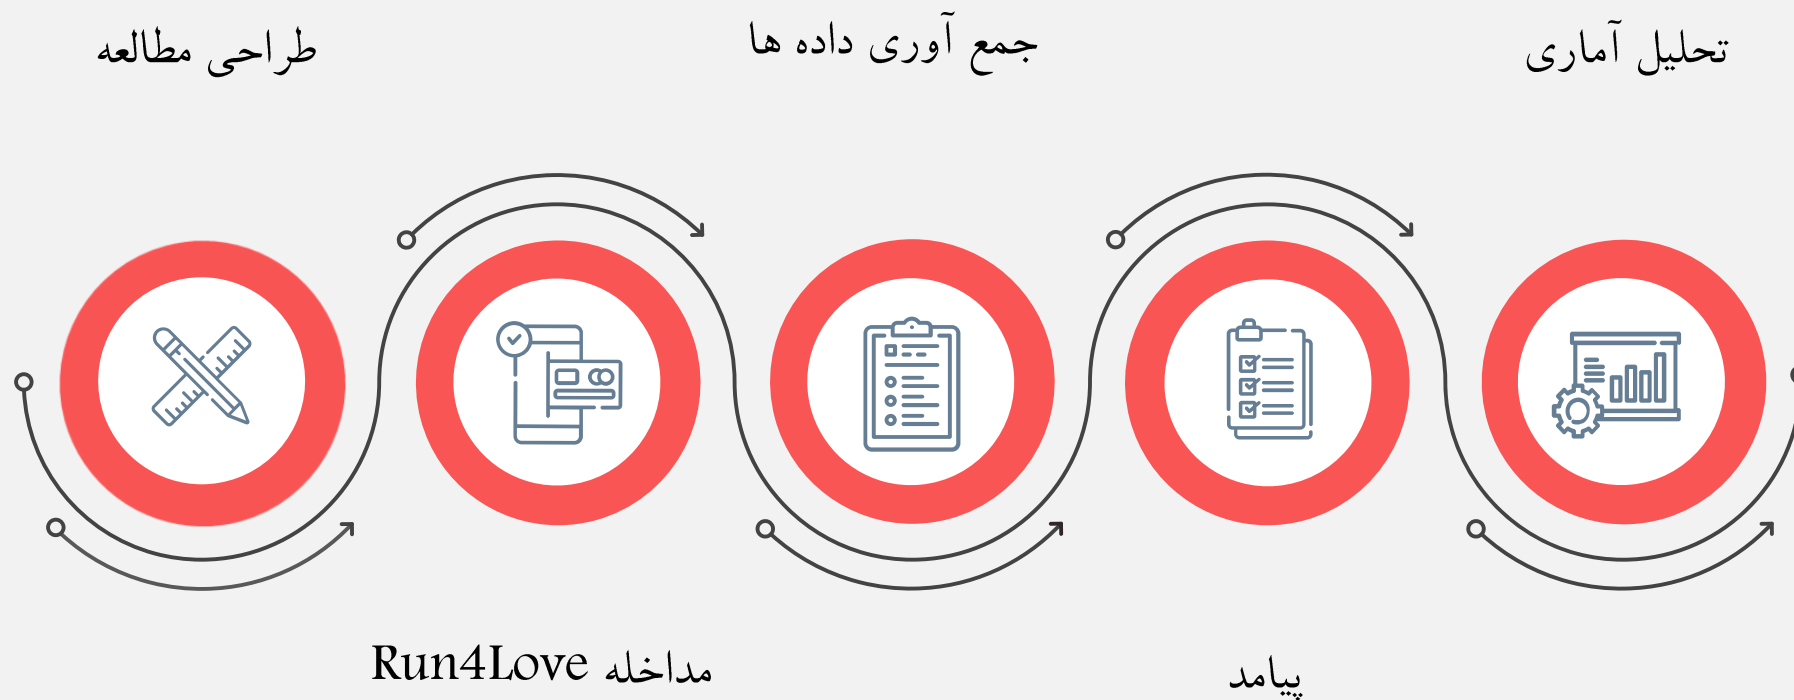 طراحی مطالعه
مداخله Run4Love
جمع آوری داده ها
پیامد
تحلیل آماری